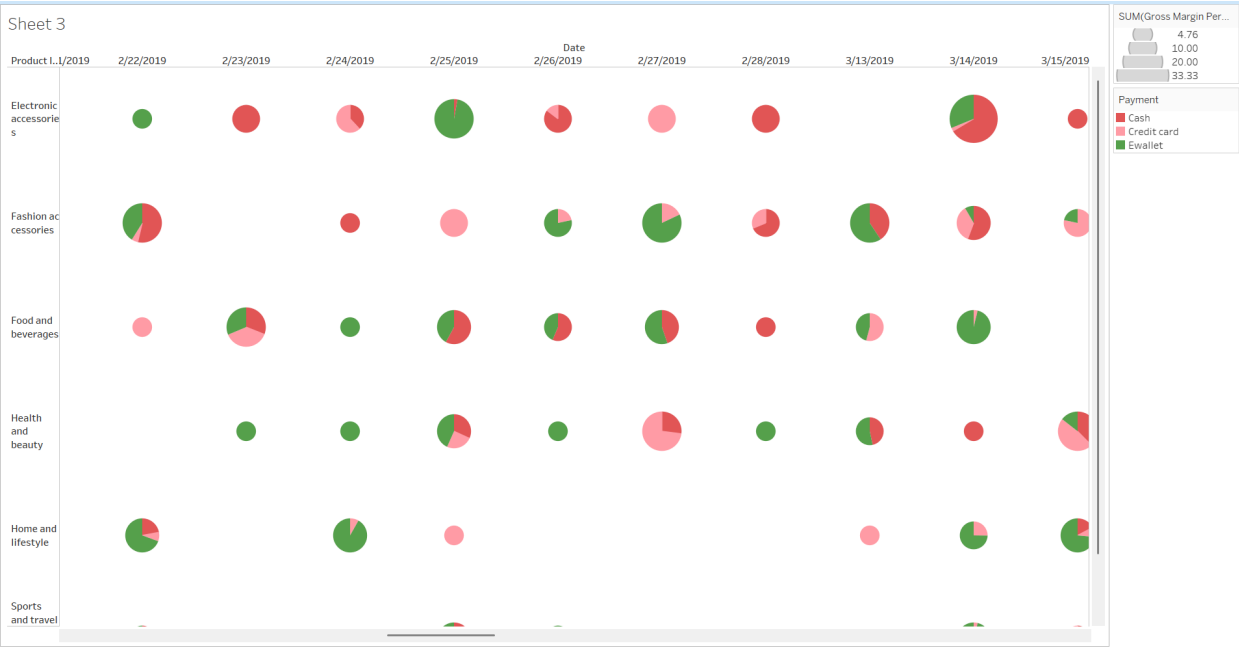 Sheet 3
Date
Product I.. 1/2019 2/22/2019 2/23/2019 2/24/2019 2/25/2019 2/26/2019 2/27/2019 2/28/2019 3/13/2019 3/14/2019 3/15/2019
Electronic
accessorie
s
Fashion ac
cessories
Food and
beverages
Health
and
beauty
Home and
lifestyle
Sports
and travel
SUM(Gross Margin Per...
4.76
10.00
20.00
33.33
Payment
Cash
Credit card
Ewallet